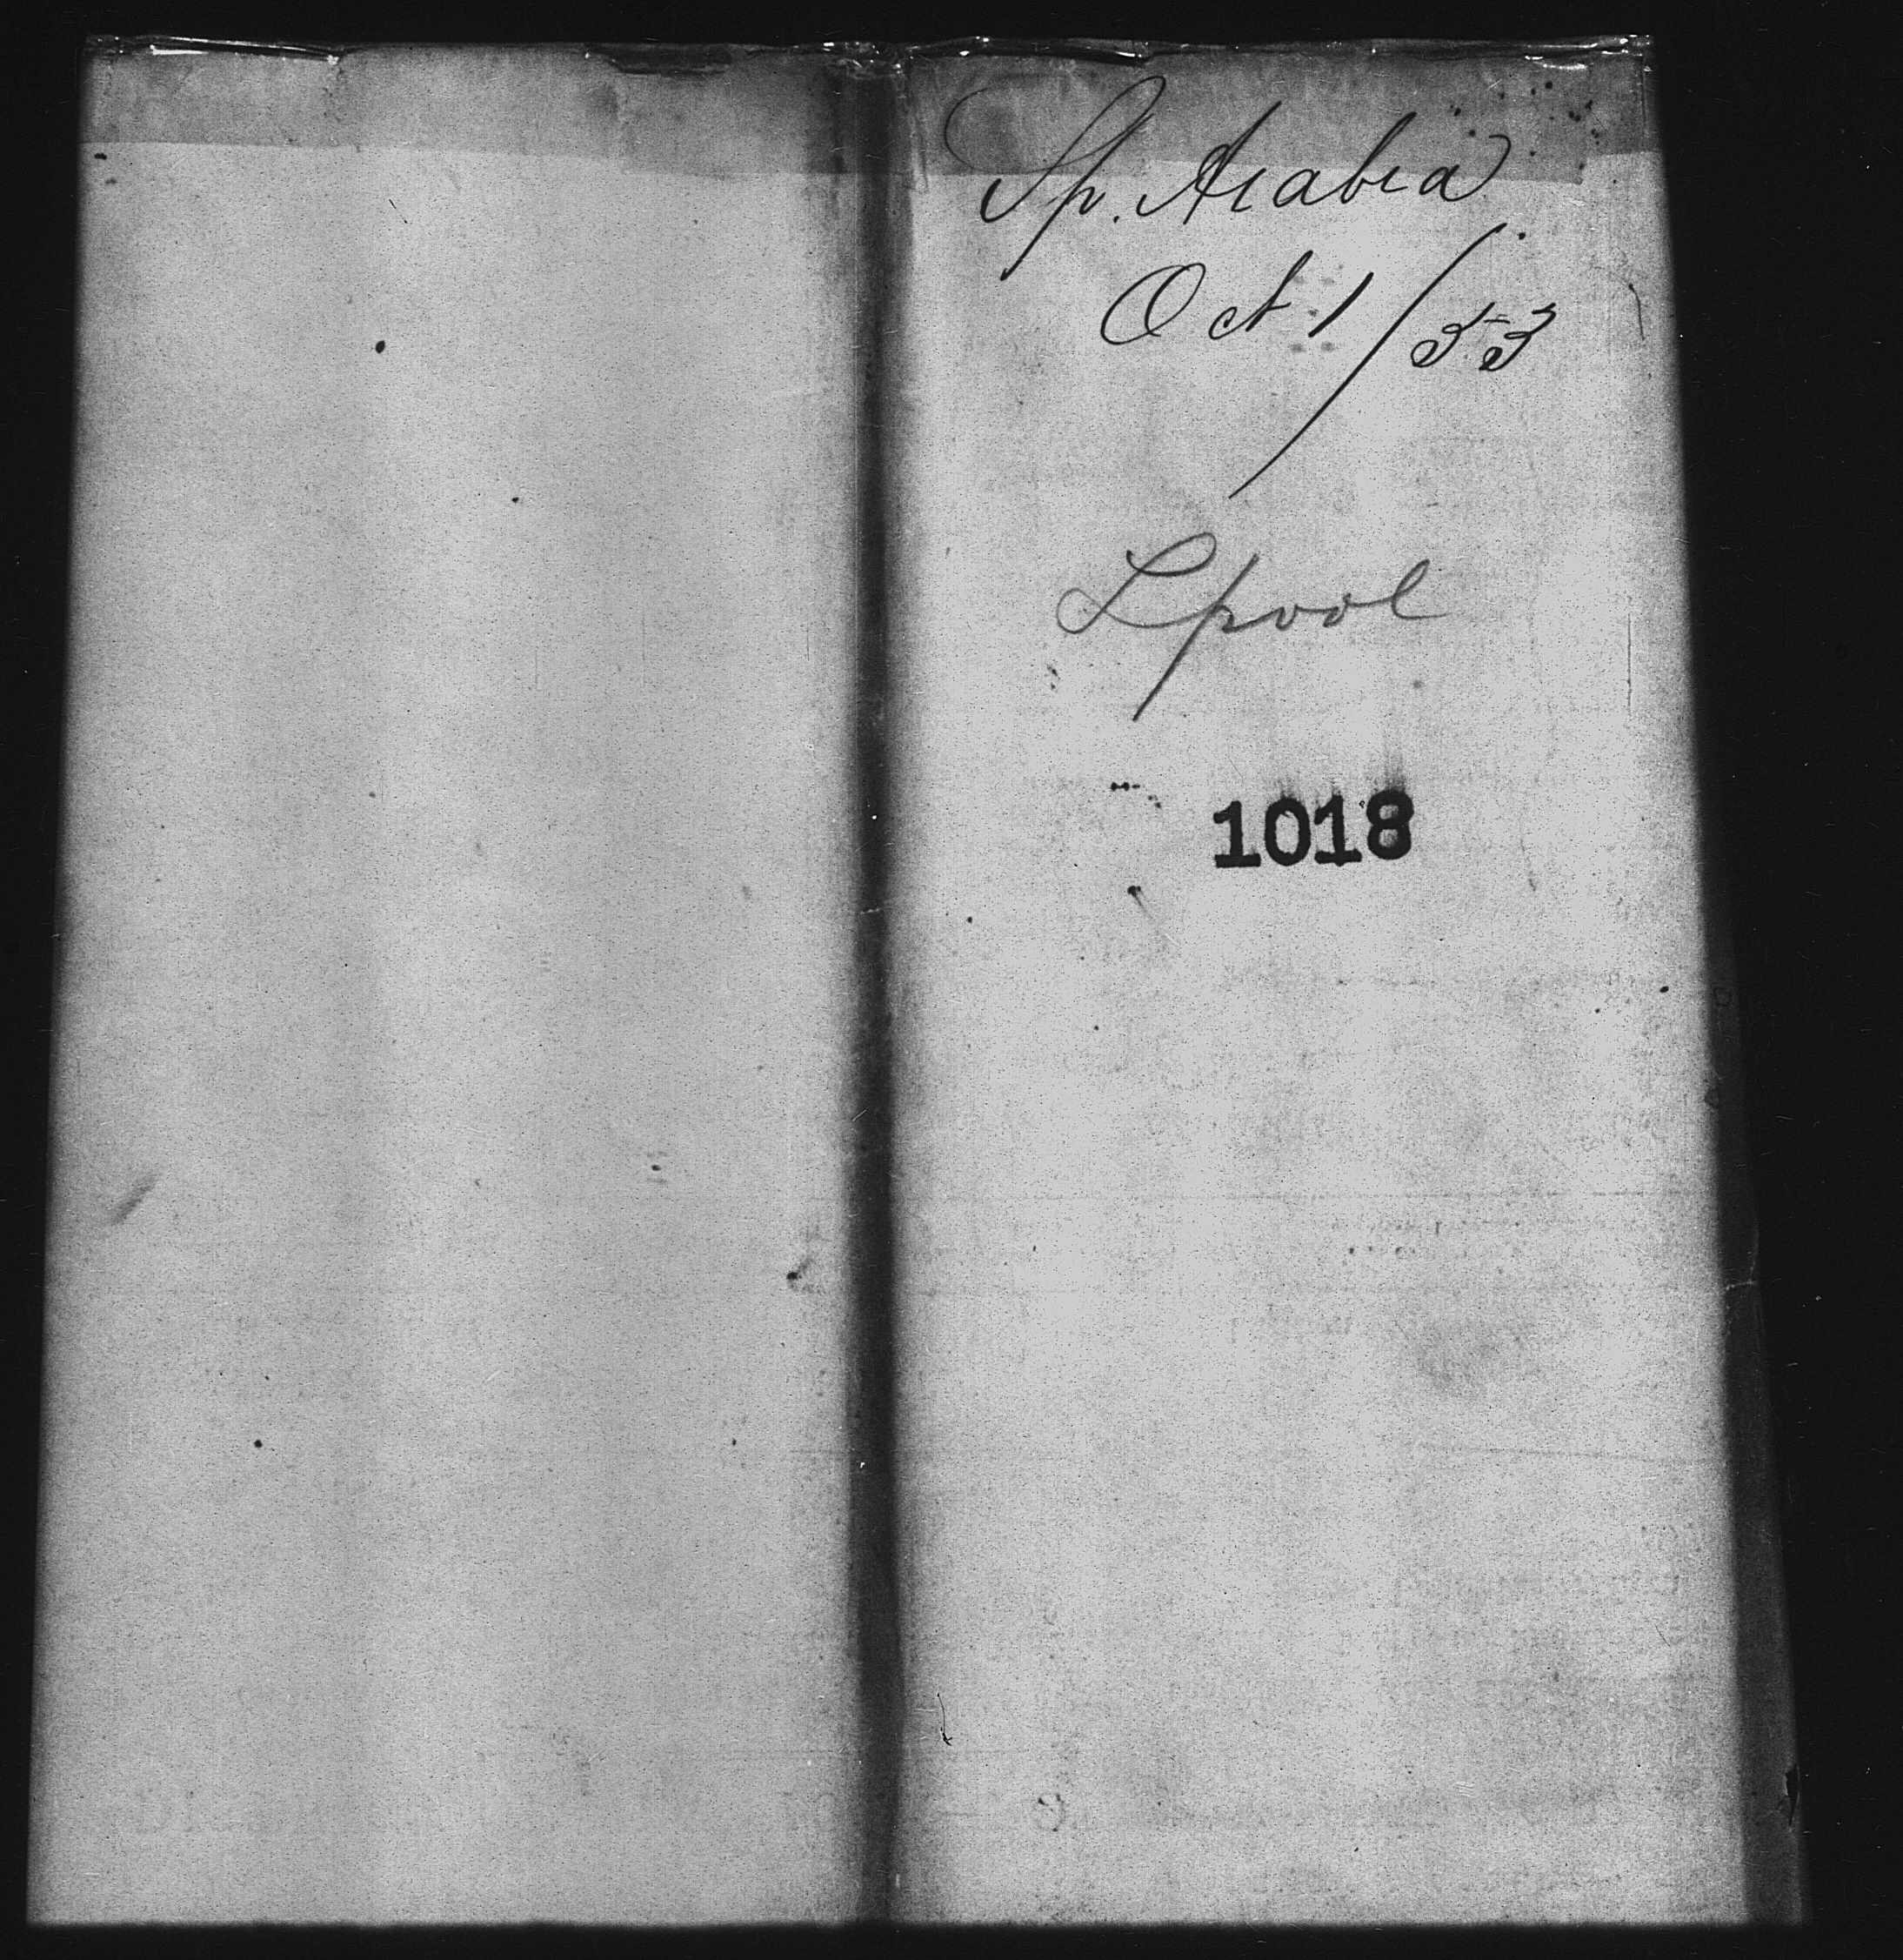 Sp. Arabia
Oct 1/53
Lpool
1018